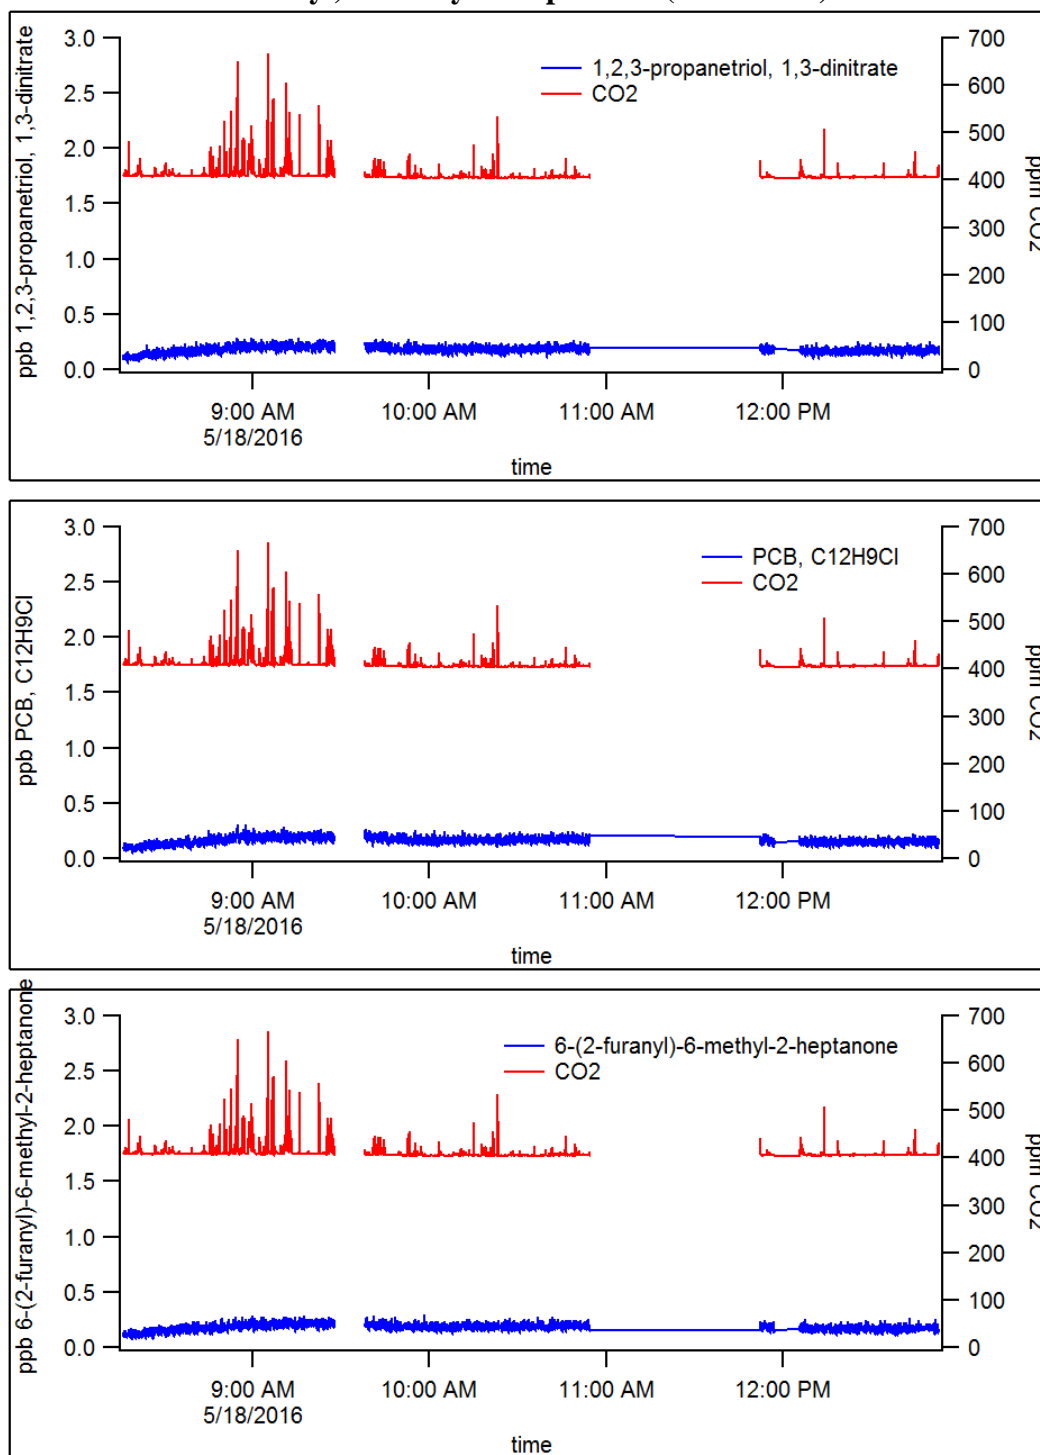 3.0
2.5
2.0
1.5
1.0
0.5
0.0
ppb 1,2,3-propanetriol, 1,3-dinitrate
1,2,3-propanetriol, 1,3-dinitrate
CO2
700
600
500
400
300
200
100
0
ppm CO2
9:00 AM
10:00 AM
11:00 AM
12:00 PM
5/18/2016
time
3.0
2.5
2.0
1.5
1.0
0.5
0.0
ppb PCB, C12H9Cl
PCB, C12H9Cl
CO2
700
600
500
400
300
200
100
0
ppm CO2
9:00 AM
10:00 AM
11:00 AM
12:00 PM
5/18/2016
time
3.0
2.5
2.0
1.5
1.0
0.5
0.0
ppb 6-(2-furanyl)-6-methyl-2-heptanone
6-(2-furanyl)-6-methyl-2-heptanone
CO2
700
600
500
400
300
200
100
0
ppm CO2
9:00 AM
10:00 AM
11:00 AM
12:00 PM
5/18/2016
time